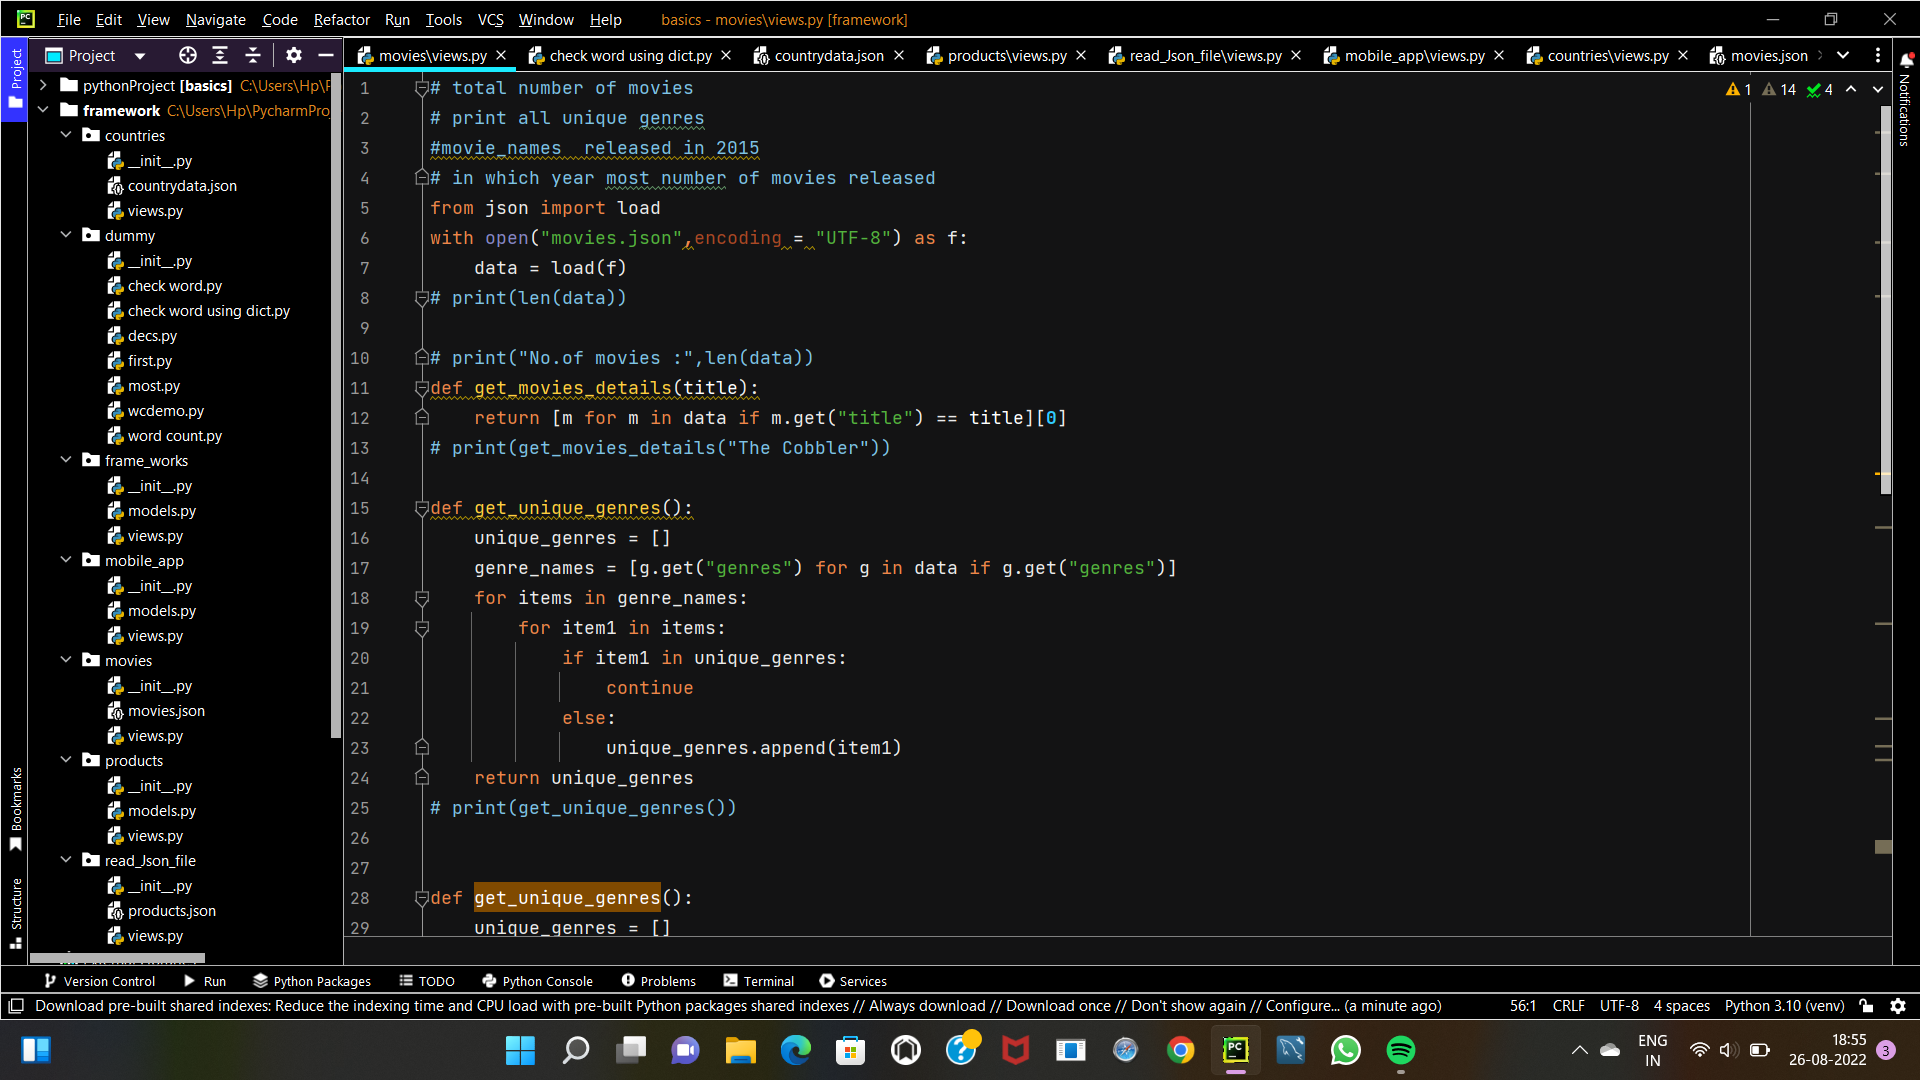 PC File Edit View Navigate Code Refactor Run Tools VCS Window Help basics - movies\views.py [framework]
Project
Project
movies\views.py check word using dict.py countrydata.json products\views.py read_Json_file\views.py mobile_app\views.py countries\views.py movies.json
Notifications
pythonProject [basics] C:\Users\Hp\P
framework C:\Users\Hp\PycharmPro
countries
__init__.py
countrydata.json
views.py
dummy
__init__.py
check word.py
check word using dict.py
decs.py
first.py
most.py
wcdemo.py
word count.py
frame_works
__init__.py
models.py
views.py
mobile_app
__init__.py
models.py
views.py
movies
__init__.py
movies.json
views.py
products
__init__.py
models.py
views.py
read_Json_file
__init__.py
products.json
views.py
Bookmarks
Structure
1 # total number of movies
1 14 4
2 # print all unique genres
3 #movie_names  released in 2015
4 # in which year most number of movies released
5 from json import load
6 with open("movies.json",encoding = "UTF-8") as f:
7     data = load(f)
8 # print(len(data))
9
10 # print("No.of movies :",len(data))
11 def get_movies_details(title):
12     return [m for m in data if m.get("title") == title][0]
13 # print(get_movies_details("The Cobbler"))
14
15 def get_unique_genres():
16     unique_genres = []
17     genre_names = [g.get("genres") for g in data if g.get("genres")]
18     for items in genre_names:
19         for item1 in items:
20             if item1 in unique_genres:
21                 continue
22             else:
23                 unique_genres.append(item1)
24     return unique_genres
25 # print(get_unique_genres())
26
27
28 def get_unique_genres():
29     unique_genres = []
Version Control Run Python Packages TODO Python Console Problems Terminal Services
Download pre-built shared indexes: Reduce the indexing time and CPU load with pre-built Python packages shared indexes // Always download // Download once // Don't show again // Configure... (a minute ago) 56:1 CRLF UTF-8 4 spaces Python 3.10 (venv)
PC
ENG
IN
18:55
26-08-2022
3